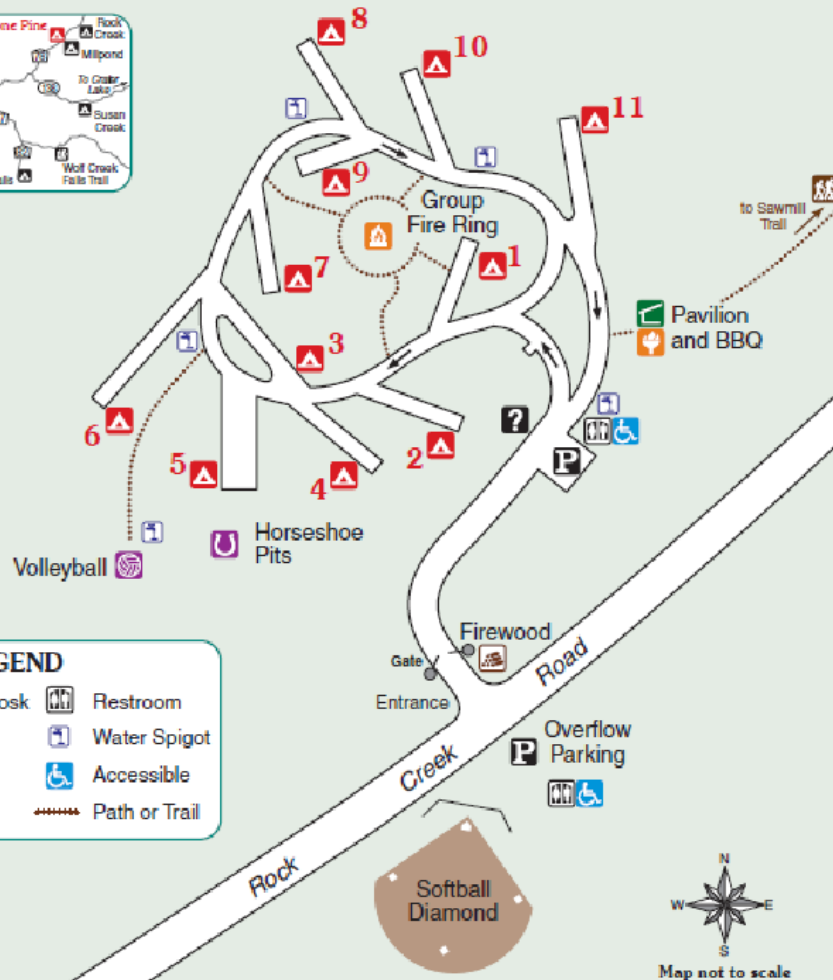 one Pine
Rock
Creek
Millpond
To Crater
Lake
Susan
Creek
Wolf Creek
Falls Trail
8
10
11
9
Group
Fire Ring
to Sawmill
Trail
1
7
Pavilion
and BBQ
3
6
?
2
P
5
4
Horseshoe
Pits
Volleyball
Firewood
Gate
Road
Entrance
GEND
osk
Restroom
Water Spigot
Accessible
Path or Trail
Overflow
P
Parking
Creek
Rock
Softball
Diamond
N
W
E
S
Map not to scale